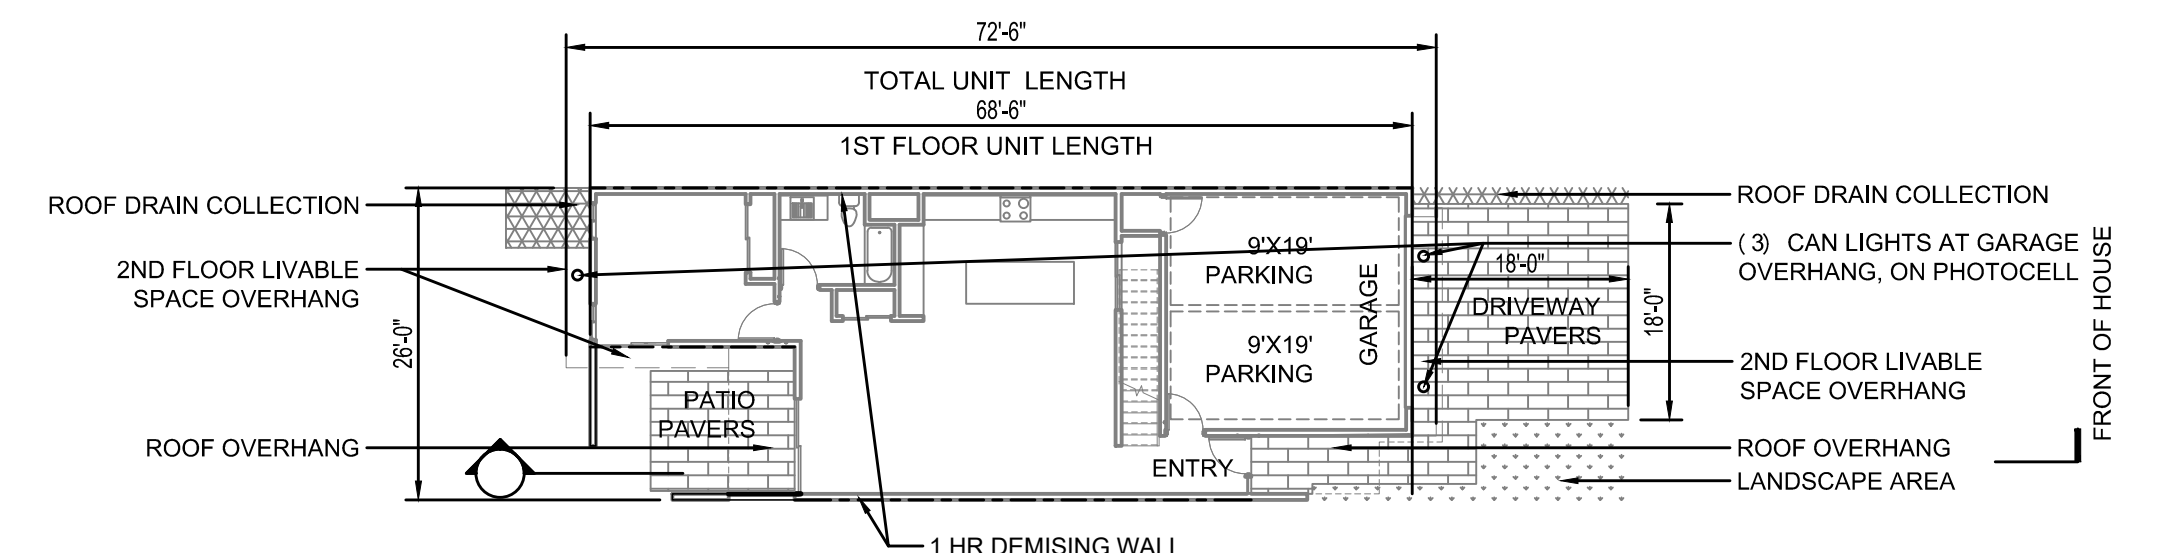 72'-6"
TOTAL UNIT LENGTH
68'-6"
1ST FLOOR UNIT LENGTH
ROOF DRAIN COLLECTION
2ND FLOOR LIVABLE
SPACE OVERHANG
26'-0"
ROOF OVERHANG
PATIO
PAVERS
9'X19'
PARKING
9'X19'
PARKING
GARAGE
ENTRY
1 HR DEMISING WALL
18'-0"
DRIVEWAY
PAVERS
18'-0"
ROOF DRAIN COLLECTION
( 3) CAN LIGHTS AT GARAGE
OVERHANG, ON PHOTOCELL
2ND FLOOR LIVABLE
SPACE OVERHANG
ROOF OVERHANG
LANDSCAPE AREA
FRONT OF HOUSE